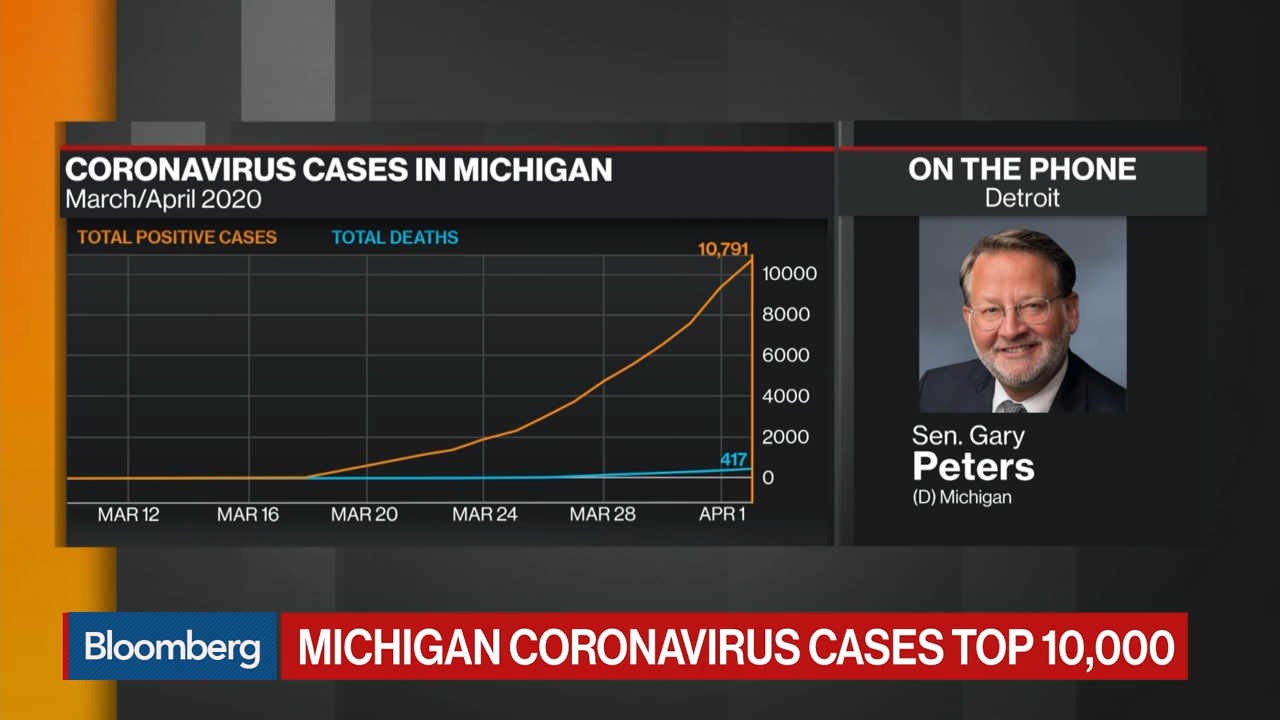 CORONAVIRUS CASES IN MICHIGAN
March/April 2020
TOTAL POSITIVE CASES
TOTAL DEATHS
10,791
10000
8000
6000
4000
2000
417
0
MAR 12
MAR 16
MAR 20
MAR 24
MAR 28
APR 1
ON THE PHONE
Detroit
Sen. Gary
Peters
(D) Michigan
Bloomberg
MICHIGAN CORONAVIRUS CASES TOP 10,000